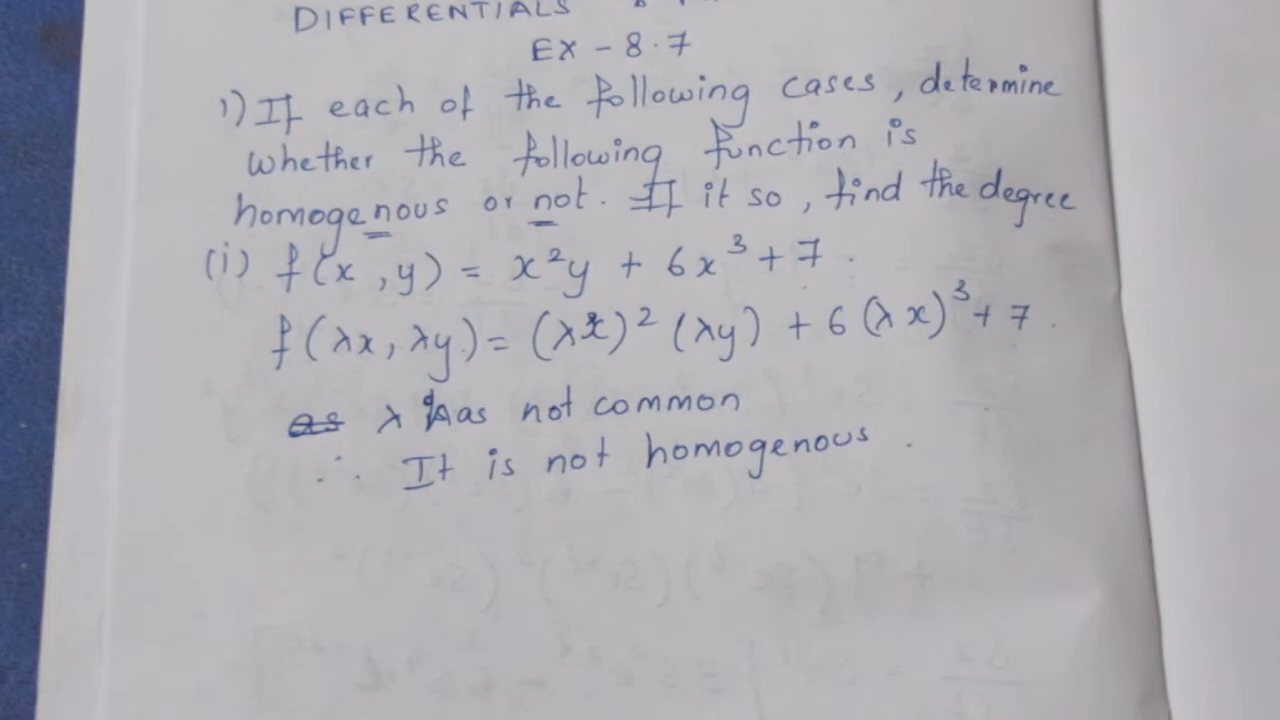 DIFFERENTIALS
EX - 8.7
1) If each of the following cases, determine
whether the following function is
homogenous or not. If it so, find the degree
(i) f(x, y) = x²y + 6x³ + 7.
f(λx, λy) = (λx)² (λy) + 6(λx)³ + 7.
as λ has not common
∴ It is not homogenous.